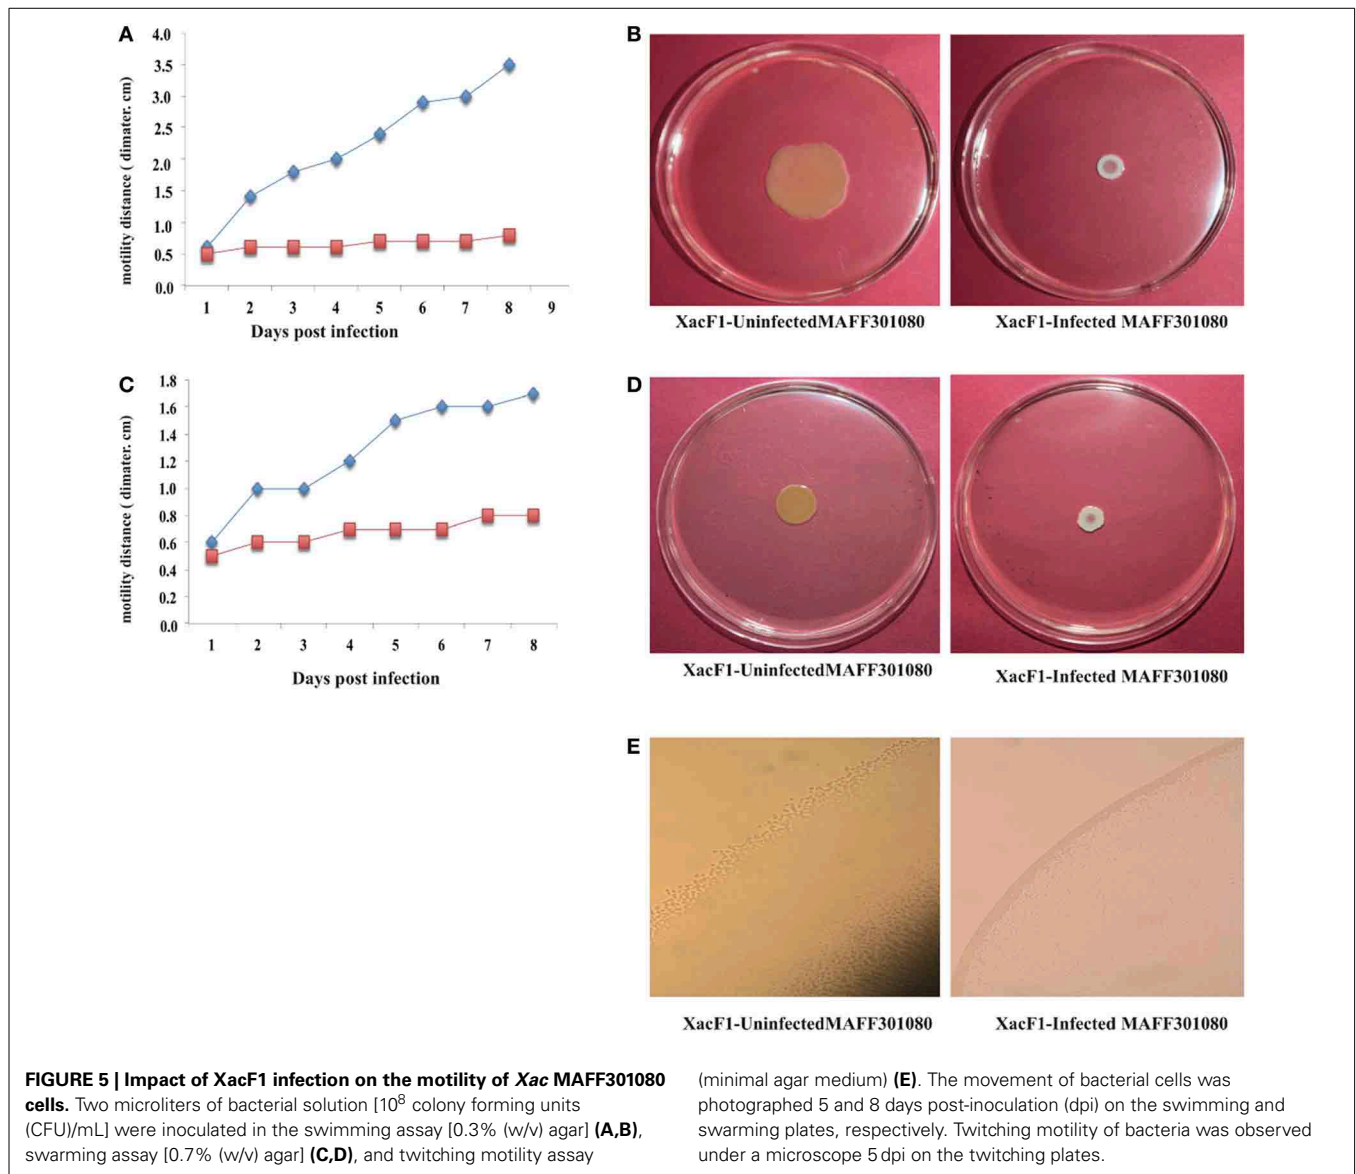 A
4.0
3.5
3.0
2.5
2.0
1.5
1.0
0.5
0.0
motility distance ( dimater. cm)
1 2 3 4 5 6 7 8 9
Days post infection
B
XacF1-UninfectedMAFF301080
XacF1-Infected MAFF301080
C
1.8
1.6
1.4
1.2
1.0
0.8
0.6
0.4
0.2
0.0
motility distance ( dimater. cm)
1 2 3 4 5 6 7 8
Days post infection
D
XacF1-UninfectedMAFF301080
XacF1-Infected MAFF301080
E
XacF1-UninfectedMAFF301080
XacF1-Infected MAFF301080
FIGURE 5 | Impact of XacF1 infection on the motility of Xac MAFF301080
cells. Two microliters of bacterial solution [10⁸ colony forming units
(CFU)/mL] were inoculated in the swimming assay [0.3% (w/v) agar] (A,B),
swarming assay [0.7% (w/v) agar] (C,D), and twitching motility assay
(minimal agar medium) (E). The movement of bacterial cells was
photographed 5 and 8 days post-inoculation (dpi) on the swimming and
swarming plates, respectively. Twitching motility of bacteria was observed
under a microscope 5 dpi on the twitching plates.